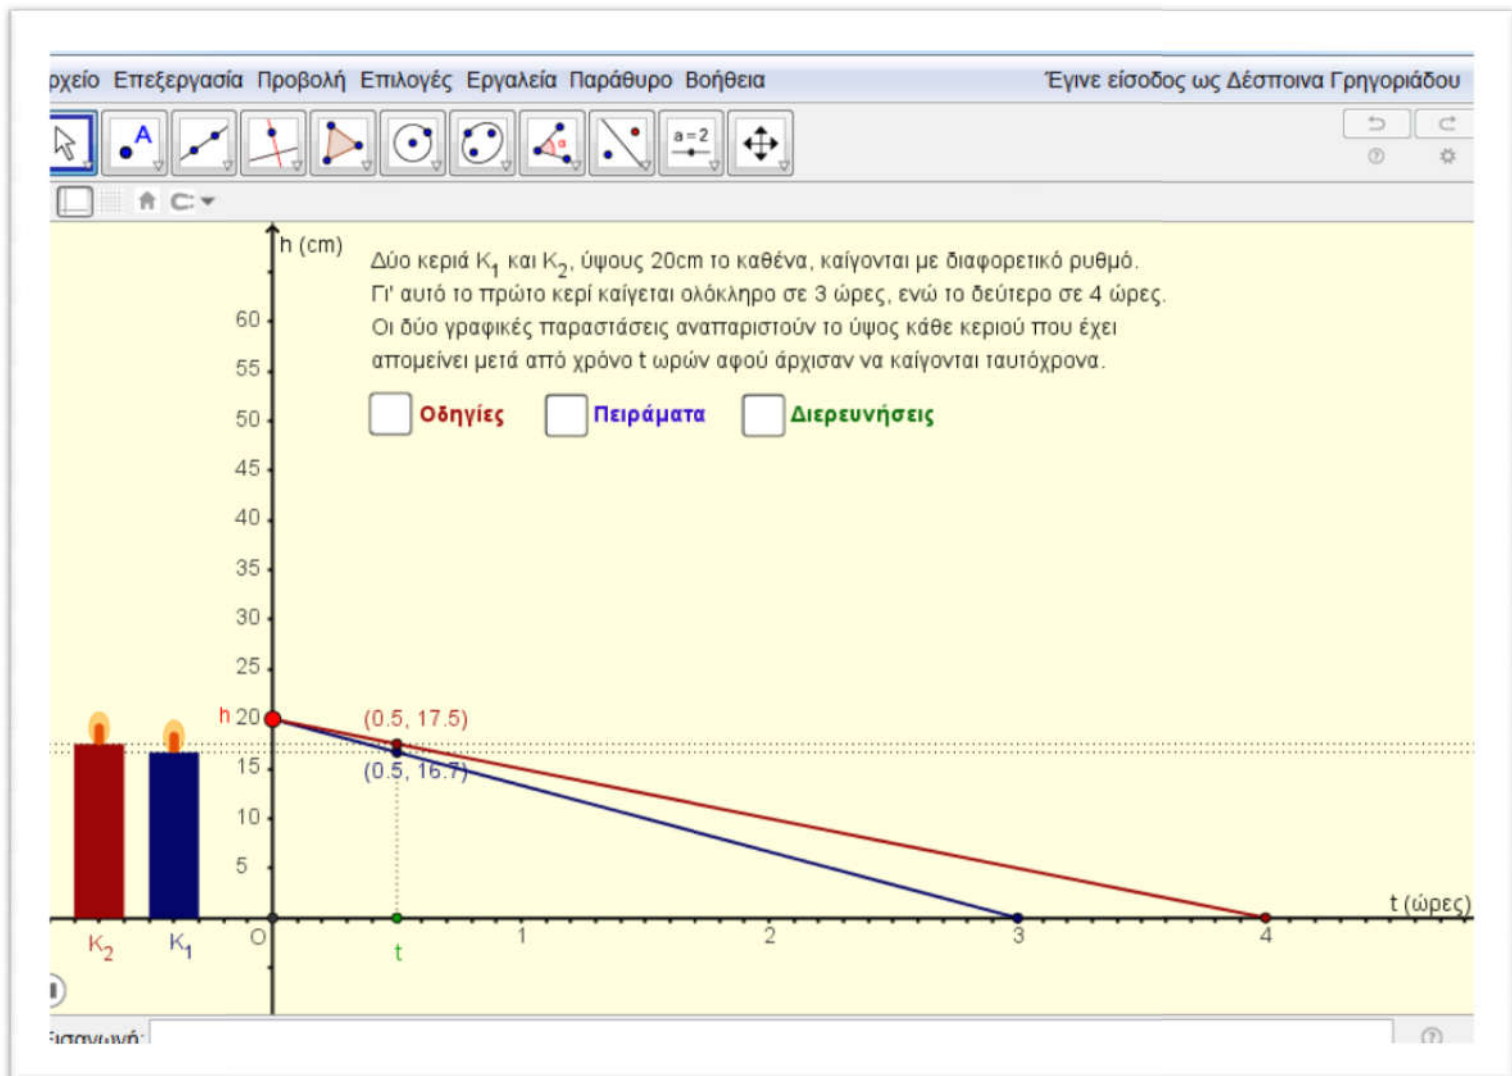 ρχείο Επεξεργασία Προβολή Επιλογές Εργαλεία Παράθυρο Βοήθεια Έγινε είσοδος ως Δέσποινα Γρηγοριάδου
A
α
a = 2
h (cm)
Δύο κεριά Κ1 και Κ2, ύψους 20cm το καθένα, καίγονται με διαφορετικό ρυθμό.
Γι' αυτό το πρώτο κερί καίγεται ολόκληρο σε 3 ώρες, ενώ το δεύτερο σε 4 ώρες.
Οι δύο γραφικές παραστάσεις αναπαριστούν το ύψος κάθε κεριού που έχει
απομείνει μετά από χρόνο t ωρών αφού άρχισαν να καίγονται ταυτόχρονα.
Οδηγίες Πειράματα Διερευνήσεις
60
55
50
45
40
35
30
25
h 20
(0.5, 17.5)
15
(0.5, 16.7)
10
5
t (ώρες)
K2 K1 O t 1 2 3 4
Εισαγωγή: